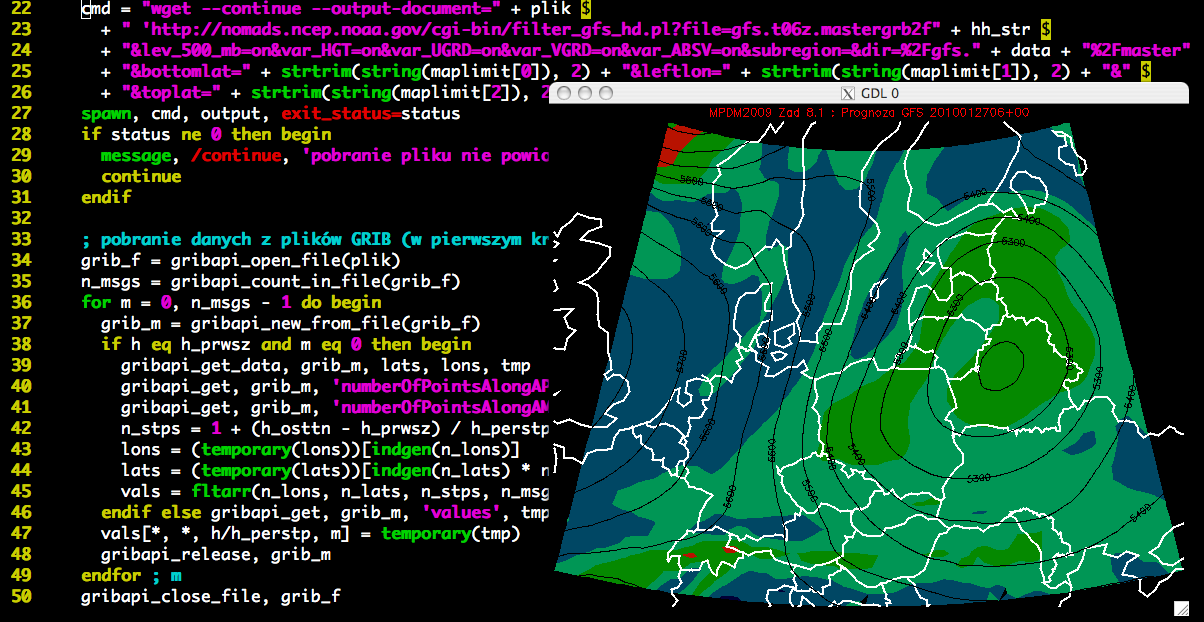 22 cmd = "wget --continue --output-document=" + plik $
23 + " 'http://nomads.ncep.noaa.gov/cgi-bin/filter_gfs_hd.pl?file=gfs.t06z.mastergrb2f" + hh_str $
24 + "&lev_500_mb=on&var_HGT=on&var_UGRD=on&var_VGRD=on&var_ABSV=on&subregion=&dir=%2Fgfs." + data + "%2Fmaster"
25 + "&bottomlat=" + strtrim(string(maplimit[0]), 2) + "&leftlon=" + strtrim(string(maplimit[1]), 2) + "&" $
26 + "&toplat=" + strtrim(string(maplimit[2]), 2
27 spawn, cmd, output, exit_status=status
28 if status ne 0 then begin
29 message, /continue, 'pobranie pliku nie powio
30 continue
31 endif
32
33 ; pobranie danych z plików GRIB (w pierwszym kr
34 grib_f = gribapi_open_file(plik)
35 n_msgs = gribapi_count_in_file(grib_f)
36 for m = 0, n_msgs - 1 do begin
37 grib_m = gribapi_new_from_file(grib_f)
38 if h eq h_prwsz and m eq 0 then begin
39 gribapi_get_data, grib_m, lats, lons, tmp
40 gribapi_get, grib_m, 'numberOfPointsAlongAP
41 gribapi_get, grib_m, 'numberOfPointsAlongAM
42 n_stps = 1 + (h_osttn - h_prwsz) / h_perstp
43 lons = (temporary(lons))[indgen(n_lons)]
44 lats = (temporary(lats))[indgen(n_lats) * n
45 vals = fltarr(n_lons, n_lats, n_stps, n_msg
46 endif else gribapi_get, grib_m, 'values', tmp
47 vals[*, *, h/h_perstp, m] = temporary(tmp)
48 gribapi_release, grib_m
49 endfor ; m
50 gribapi_close_file, grib_f
GDL 0
MPDM2009 Zad 8.1 : Prognoza GFS 2010012706+00
5500
5400
5400
5300
5300
5700
5400
5600
5500
5300
5300
5400
5400